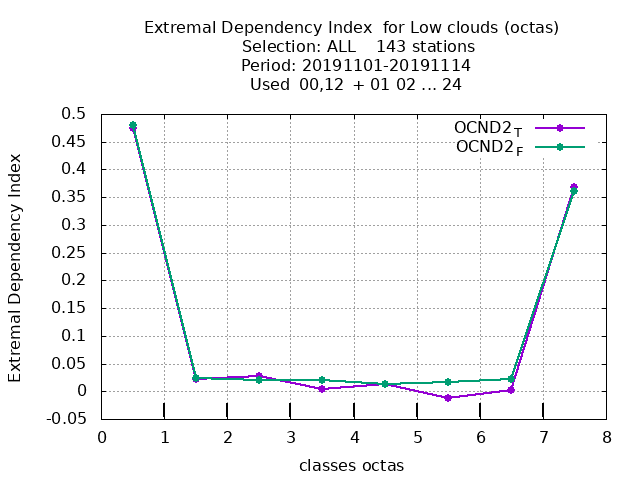 Extremal Dependency Index  for Low clouds (octas)
Selection: ALL    143 stations
Period: 20191101-20191114
Used  00,12  + 01 02 ... 24
OCND2T
OCND2F
0.5
0.45
0.4
0.35
0.3
0.25
0.2
0.15
0.1
0.05
0
-0.05
Extremal Dependency Index
0 1 2 3 4 5 6 7 8
classes octas